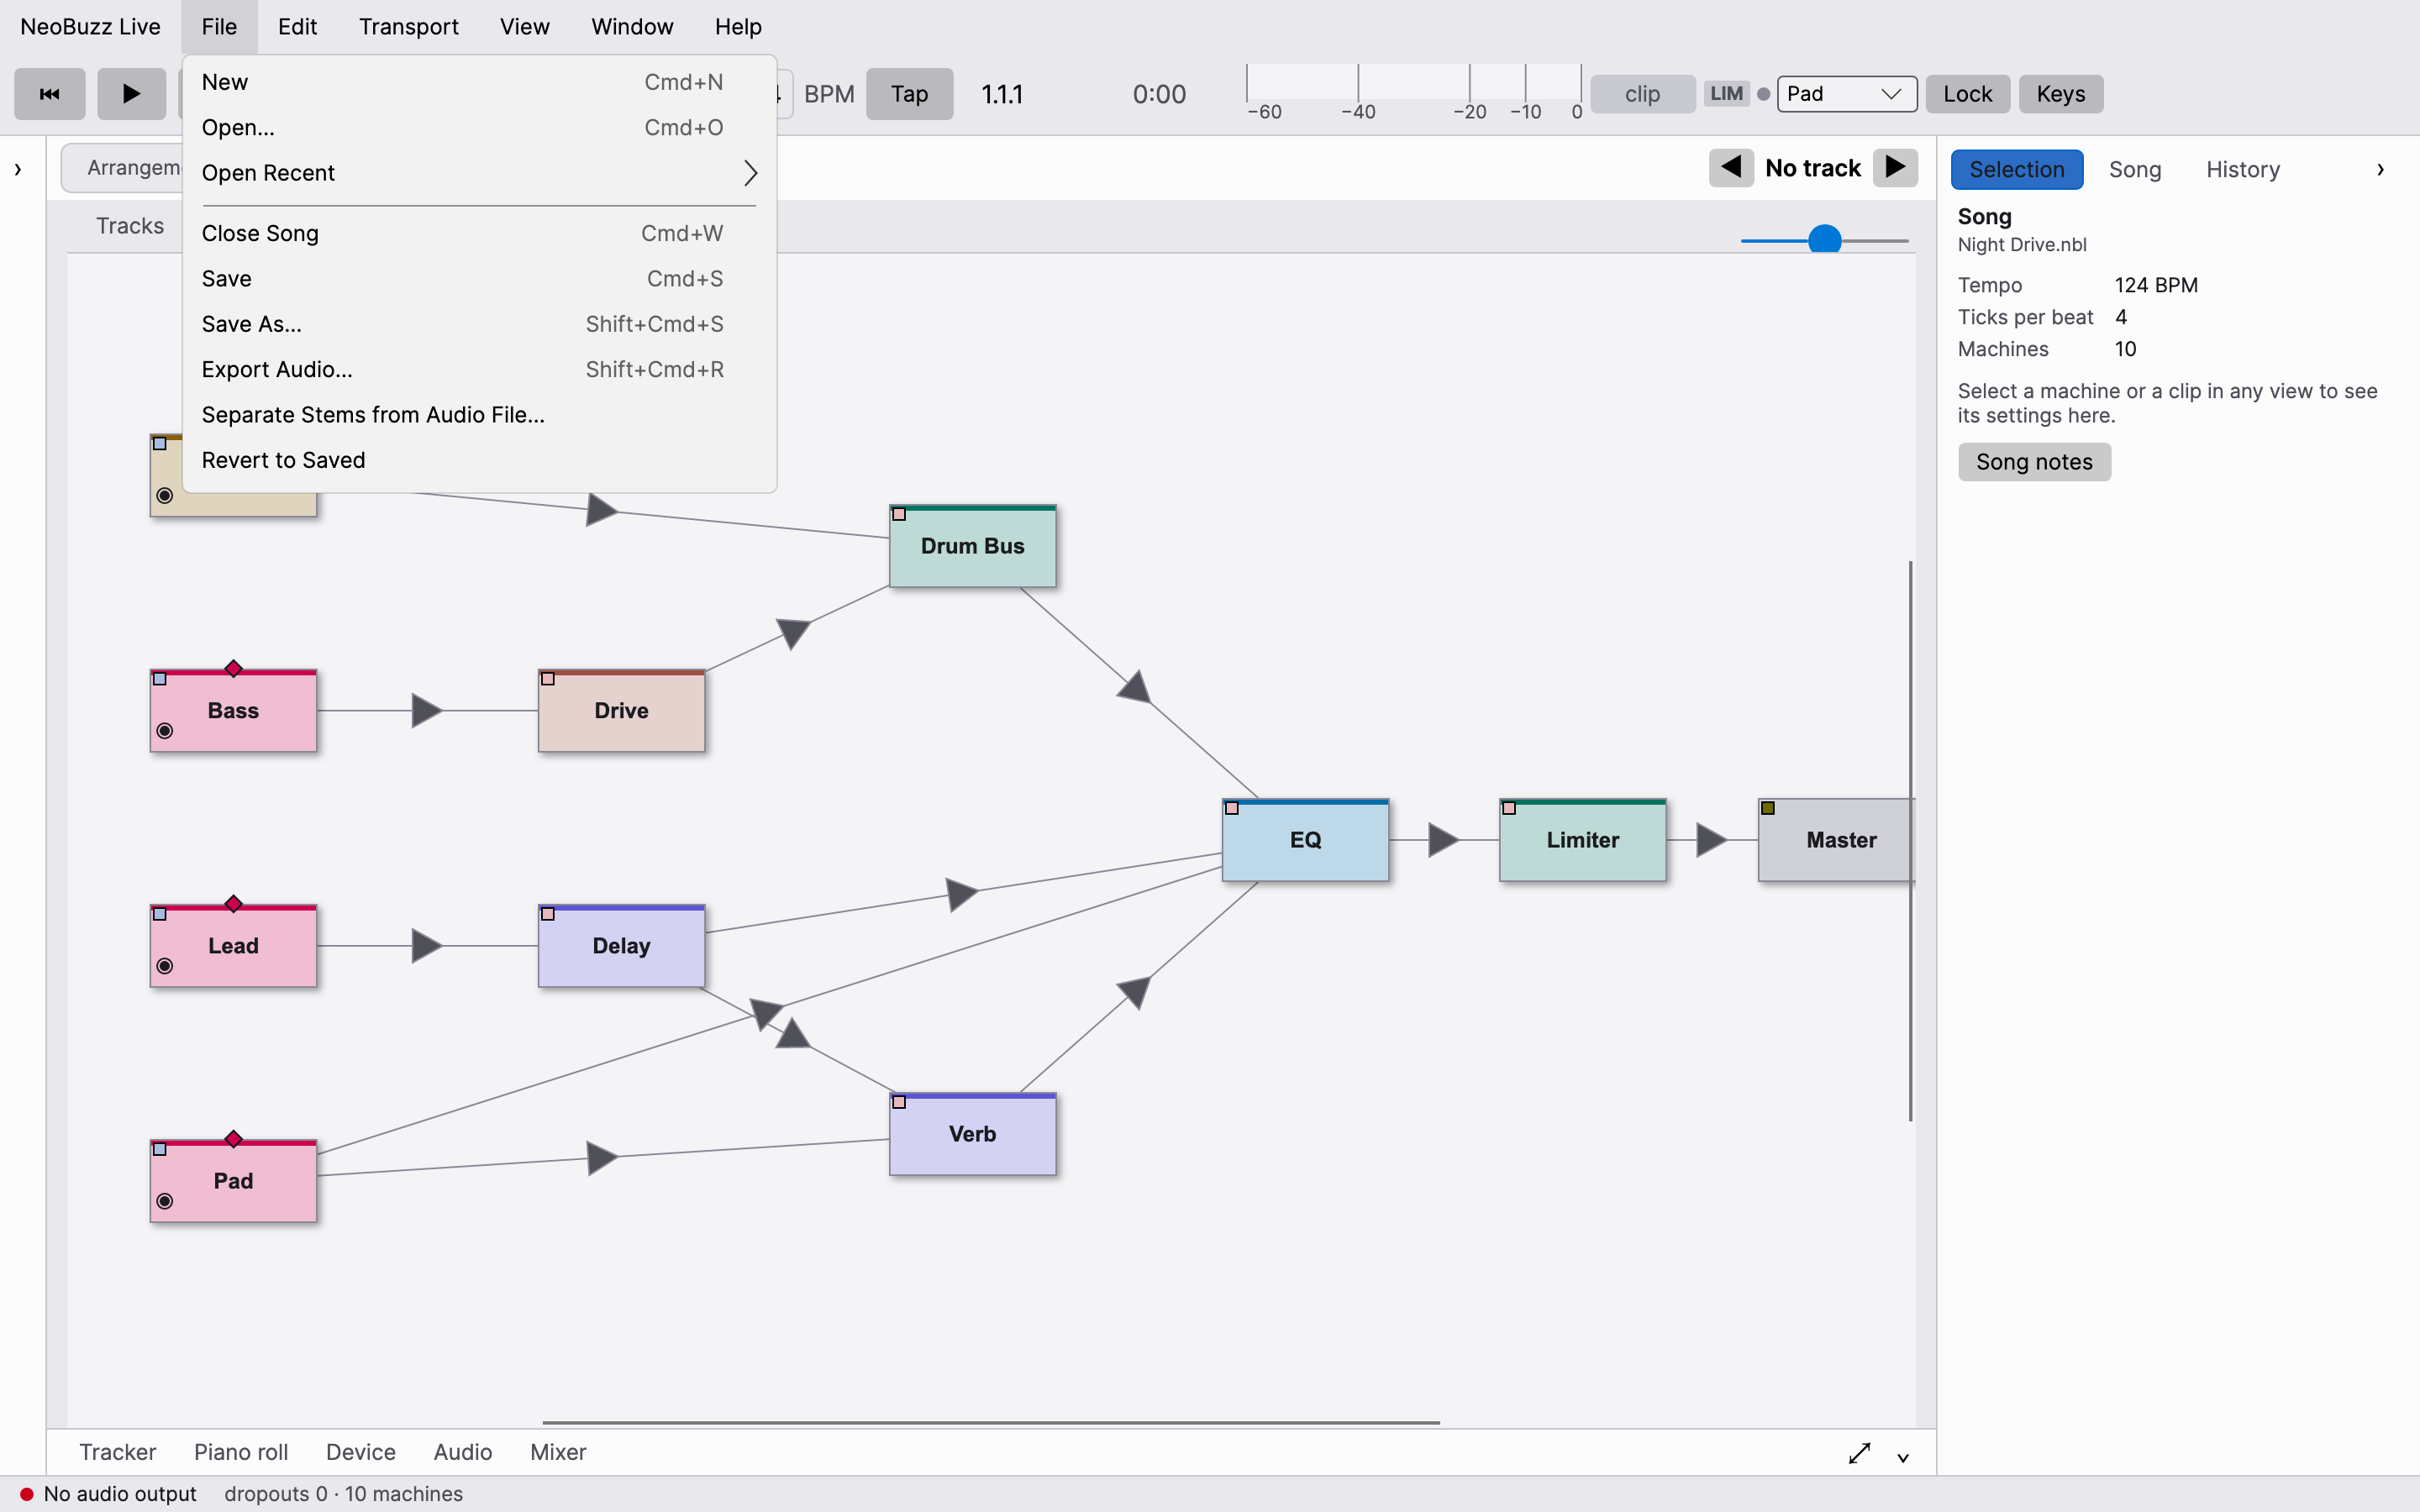 NeoBuzz Live File Edit Transport View Window Help
BPM Tap 1.1.1 0:00 −60 −40 −20 −10 0 clip LIM Pad Lock Keys
New Cmd+N
Open... Cmd+O
Open Recent
Close Song Cmd+W
Save Cmd+S
Save As... Shift+Cmd+S
Export Audio... Shift+Cmd+R
Separate Stems from Audio File...
Revert to Saved
No track
Tracks
Drum Bus
Bass
Drive
EQ
Limiter
Master
Lead
Delay
Verb
Pad
Selection Song History
Song
Night Drive.nbl
Tempo 124 BPM
Ticks per beat 4
Machines 10
Select a machine or a clip in any view to see
its settings here.
Song notes
Tracker Piano roll Device Audio Mixer
No audio output dropouts 0 · 10 machines